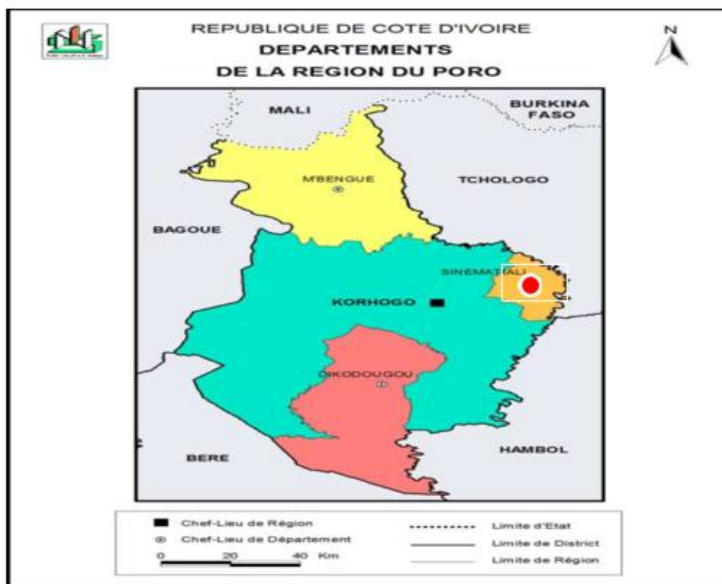 REPUBLIQUE DE COTE D'IVOIRE
DEPARTEMENTS
DE LA REGION DU PORO
N
MALI
BURKINA
FASO
M'BENGUE
TCHOLOGO
BAGOUE
SINEMATIALI
KORHOGO
DIKODOUGOU
BERE
HAMBOL
Chef-Lieu de Région
Chef-Lieu de Département
0 20 40 Km
Limite d'Etat
Limite de District
Limite de Région